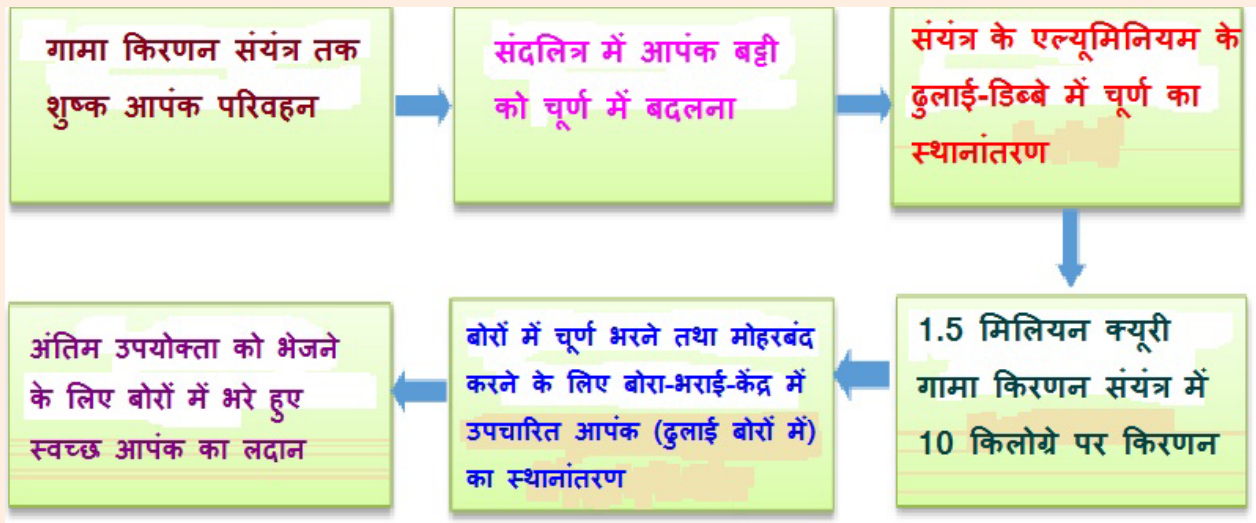 गामा किरणन संयंत्र तक
शुष्क आपंक परिवहन
संदलित्र में आपंक बट्टी
को चूर्ण में बदलना
संयंत्र के एल्यूमिनियम के
ढुलाई-डिब्बे में चूर्ण का
स्थानांतरण
1.5 मिलियन क्यूरी
गामा किरणन संयंत्र में
10 किलोग्रे पर किरणन
बोरों में चूर्ण भरने तथा मोहरबंद
करने के लिए बोरा-भराई-केंद्र में
उपचारित आपंक (ढुलाई बोरों में)
का स्थानांतरण
अंतिम उपयोक्ता को भेजने
के लिए बोरों में भरे हुए
स्वच्छ आपंक का लदान